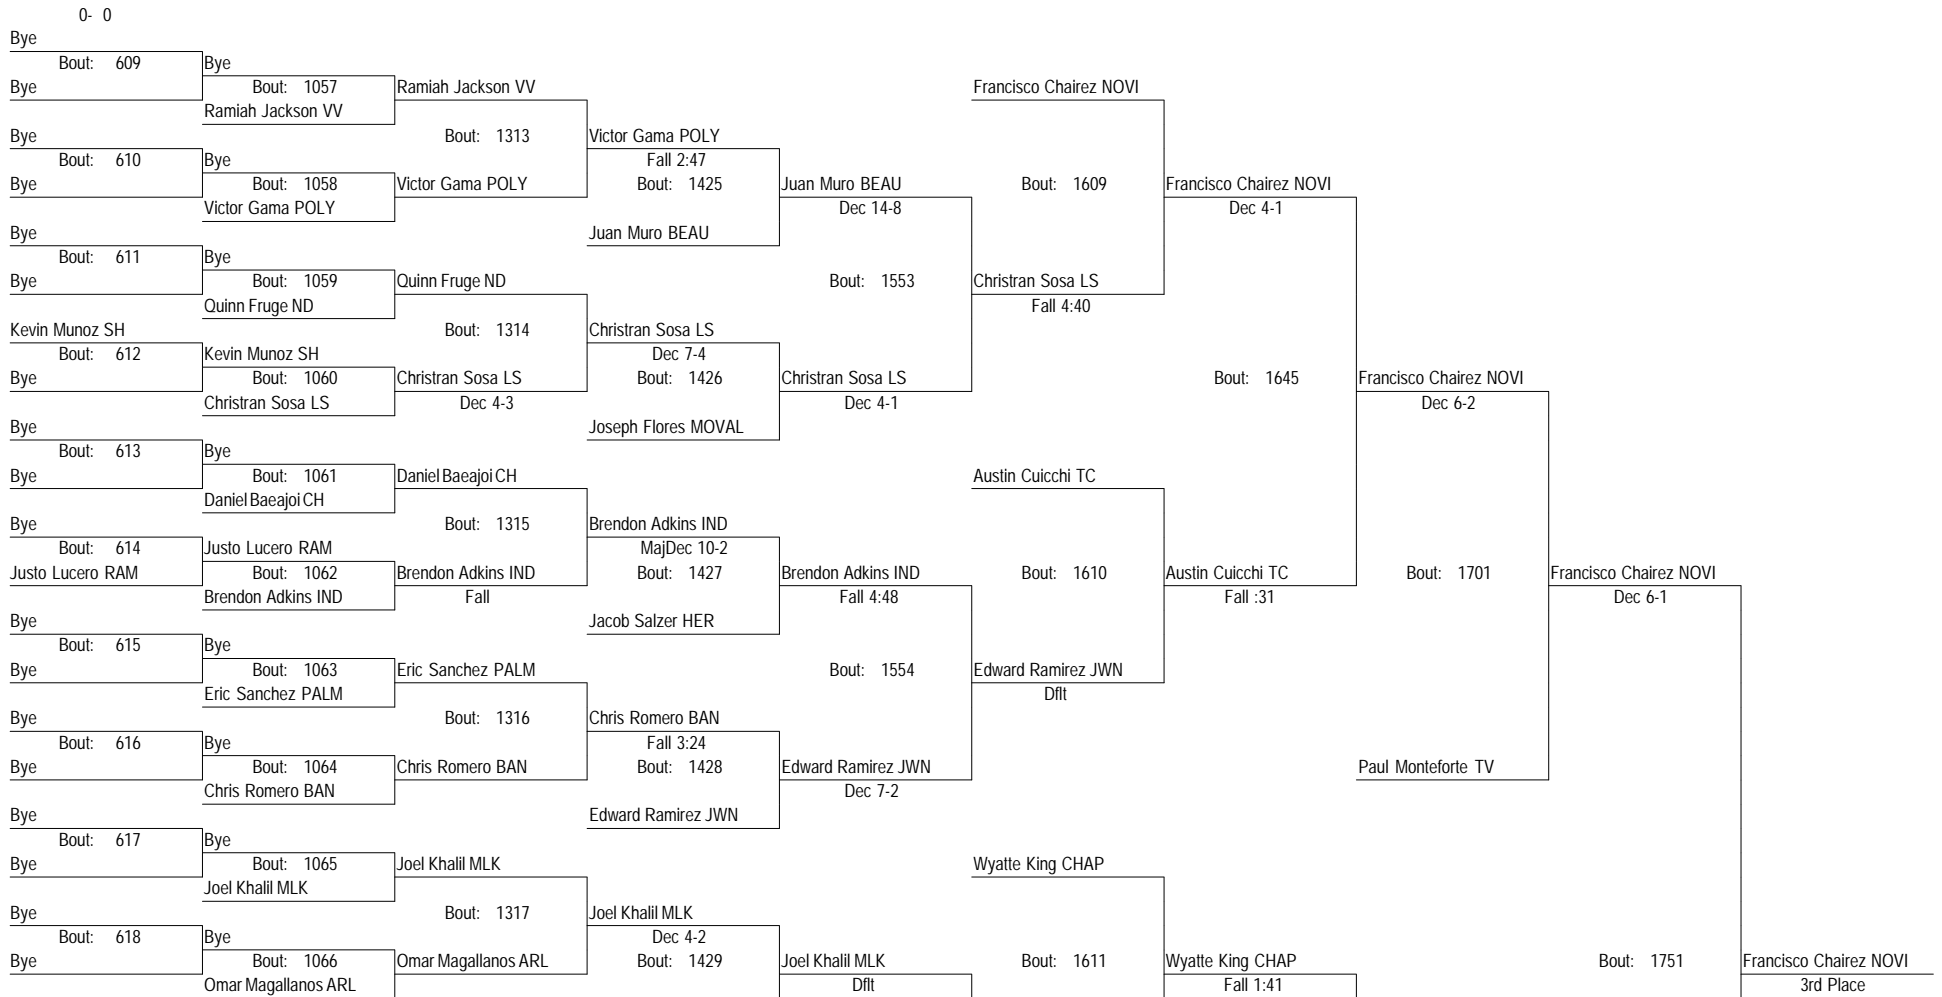 0- 0
Bye
Bout: 609 Bye
Bye Bout: 1057 Ramiah Jackson VV Francisco Chairez NOVI
Ramiah Jackson VV
Bye Bout: 1313 Victor Gama POLY
Bout: 610 Bye Fall 2:47
Bye Bout: 1058 Victor Gama POLY Bout: 1425 Juan Muro BEAU Bout: 1609 Francisco Chairez NOVI
Victor Gama POLY Dec 14-8 Dec 4-1
Bye Juan Muro BEAU
Bout: 611 Bye
Bye Bout: 1059 Quinn Fruge ND Bout: 1553 Christran Sosa LS
Quinn Fruge ND Fall 4:40
Kevin Munoz SH Bout: 1314 Christran Sosa LS
Bout: 612 Kevin Munoz SH Dec 7-4
Bye Bout: 1060 Christran Sosa LS Bout: 1426 Christran Sosa LS Bout: 1645 Francisco Chairez NOVI
Christran Sosa LS Dec 4-3 Dec 4-1 Dec 6-2
Bye Joseph Flores MOVAL
Bout: 613 Bye
Bye Bout: 1061 Daniel Baeajoi CH Austin Cuicchi TC
Daniel Baeajoi CH
Bye Bout: 1315 Brendon Adkins IND
Bout: 614 Justo Lucero RAM MajDec 10-2
Justo Lucero RAM Bout: 1062 Brendon Adkins IND Bout: 1427 Brendon Adkins IND Bout: 1610 Austin Cuicchi TC Bout: 1701 Francisco Chairez NOVI
Brendon Adkins IND Fall Fall 4:48 Fall :31 Dec 6-1
Bye Jacob Salzer HER
Bout: 615 Bye
Bye Bout: 1063 Eric Sanchez PALM Bout: 1554 Edward Ramirez JWN
Eric Sanchez PALM Dflt
Bye Bout: 1316 Chris Romero BAN
Bout: 616 Bye Fall 3:24
Bye Bout: 1064 Chris Romero BAN Bout: 1428 Edward Ramirez JWN Paul Monteforte TV
Chris Romero BAN Dec 7-2
Bye Edward Ramirez JWN
Bout: 617 Bye
Bye Bout: 1065 Joel Khalil MLK Wyatte King CHAP
Joel Khalil MLK
Bye Bout: 1317 Joel Khalil MLK
Bout: 618 Bye Dec 4-2
Bye Bout: 1066 Omar Magallanos ARL Bout: 1429 Joel Khalil MLK Bout: 1611 Wyatte King CHAP Bout: 1751 Francisco Chairez NOVI
Omar Magallanos ARL Dflt Fall 1:41 3rd Place